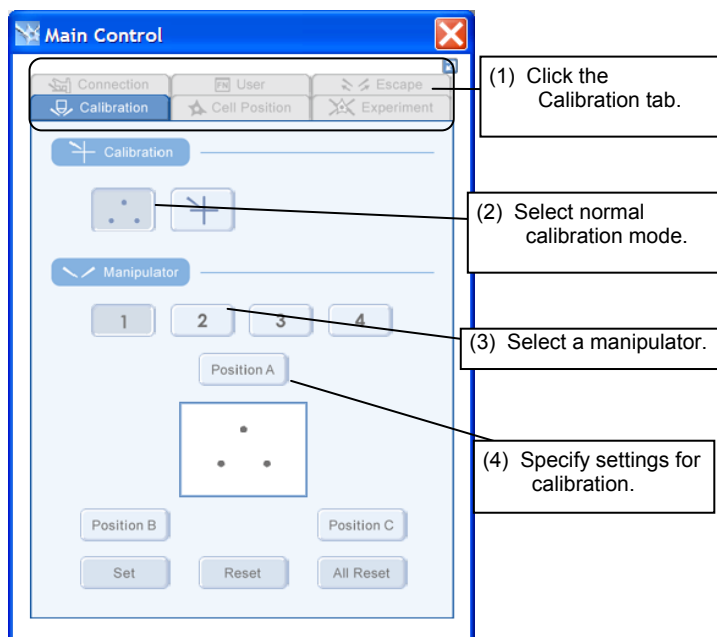 Main Control
Connection
FN User
Escape
Calibration
Cell Position
Experiment
Calibration
Manipulator
1
2
3
4
Position A
Position B
Position C
Set
Reset
All Reset
(1) Click the
Calibration tab.
(2) Select normal
calibration mode.
(3) Select a manipulator.
(4) Specify settings for
calibration.